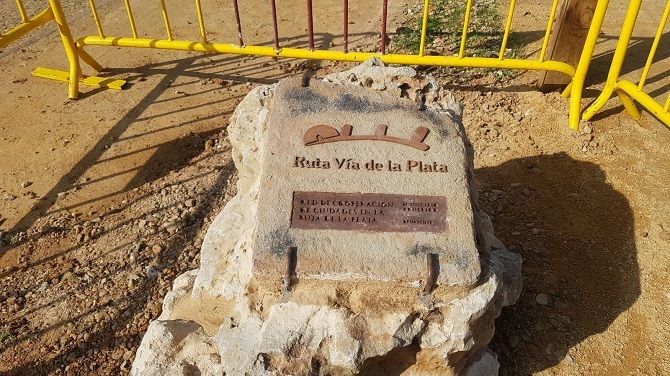 Ruta Vía de la Plata
RED DE COOPERACIÓN
DE CIUDADES EN LA
RUTA DE LA PLATA